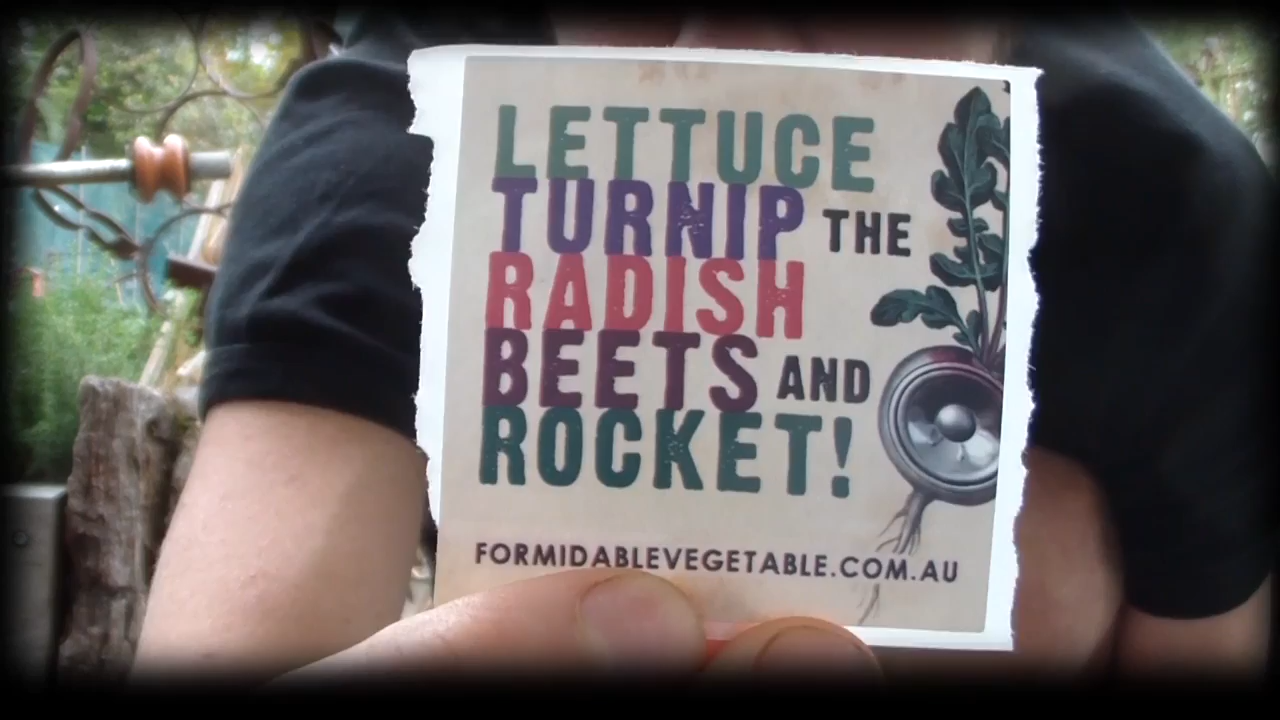 LETTUCE
TURNIP THE
RADISH
BEETS AND
ROCKET!
FORMIDABLEVEGETABLE.COM.AU